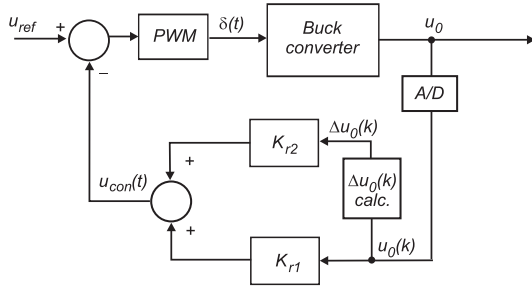 u_ref
+
−
PWM
δ(t)
Buck
converter
u_0
A/D
Δu_0(k)
K_r2
+
Δu_0(k)
calc.
u_con(t)
+
K_r1
u_0(k)